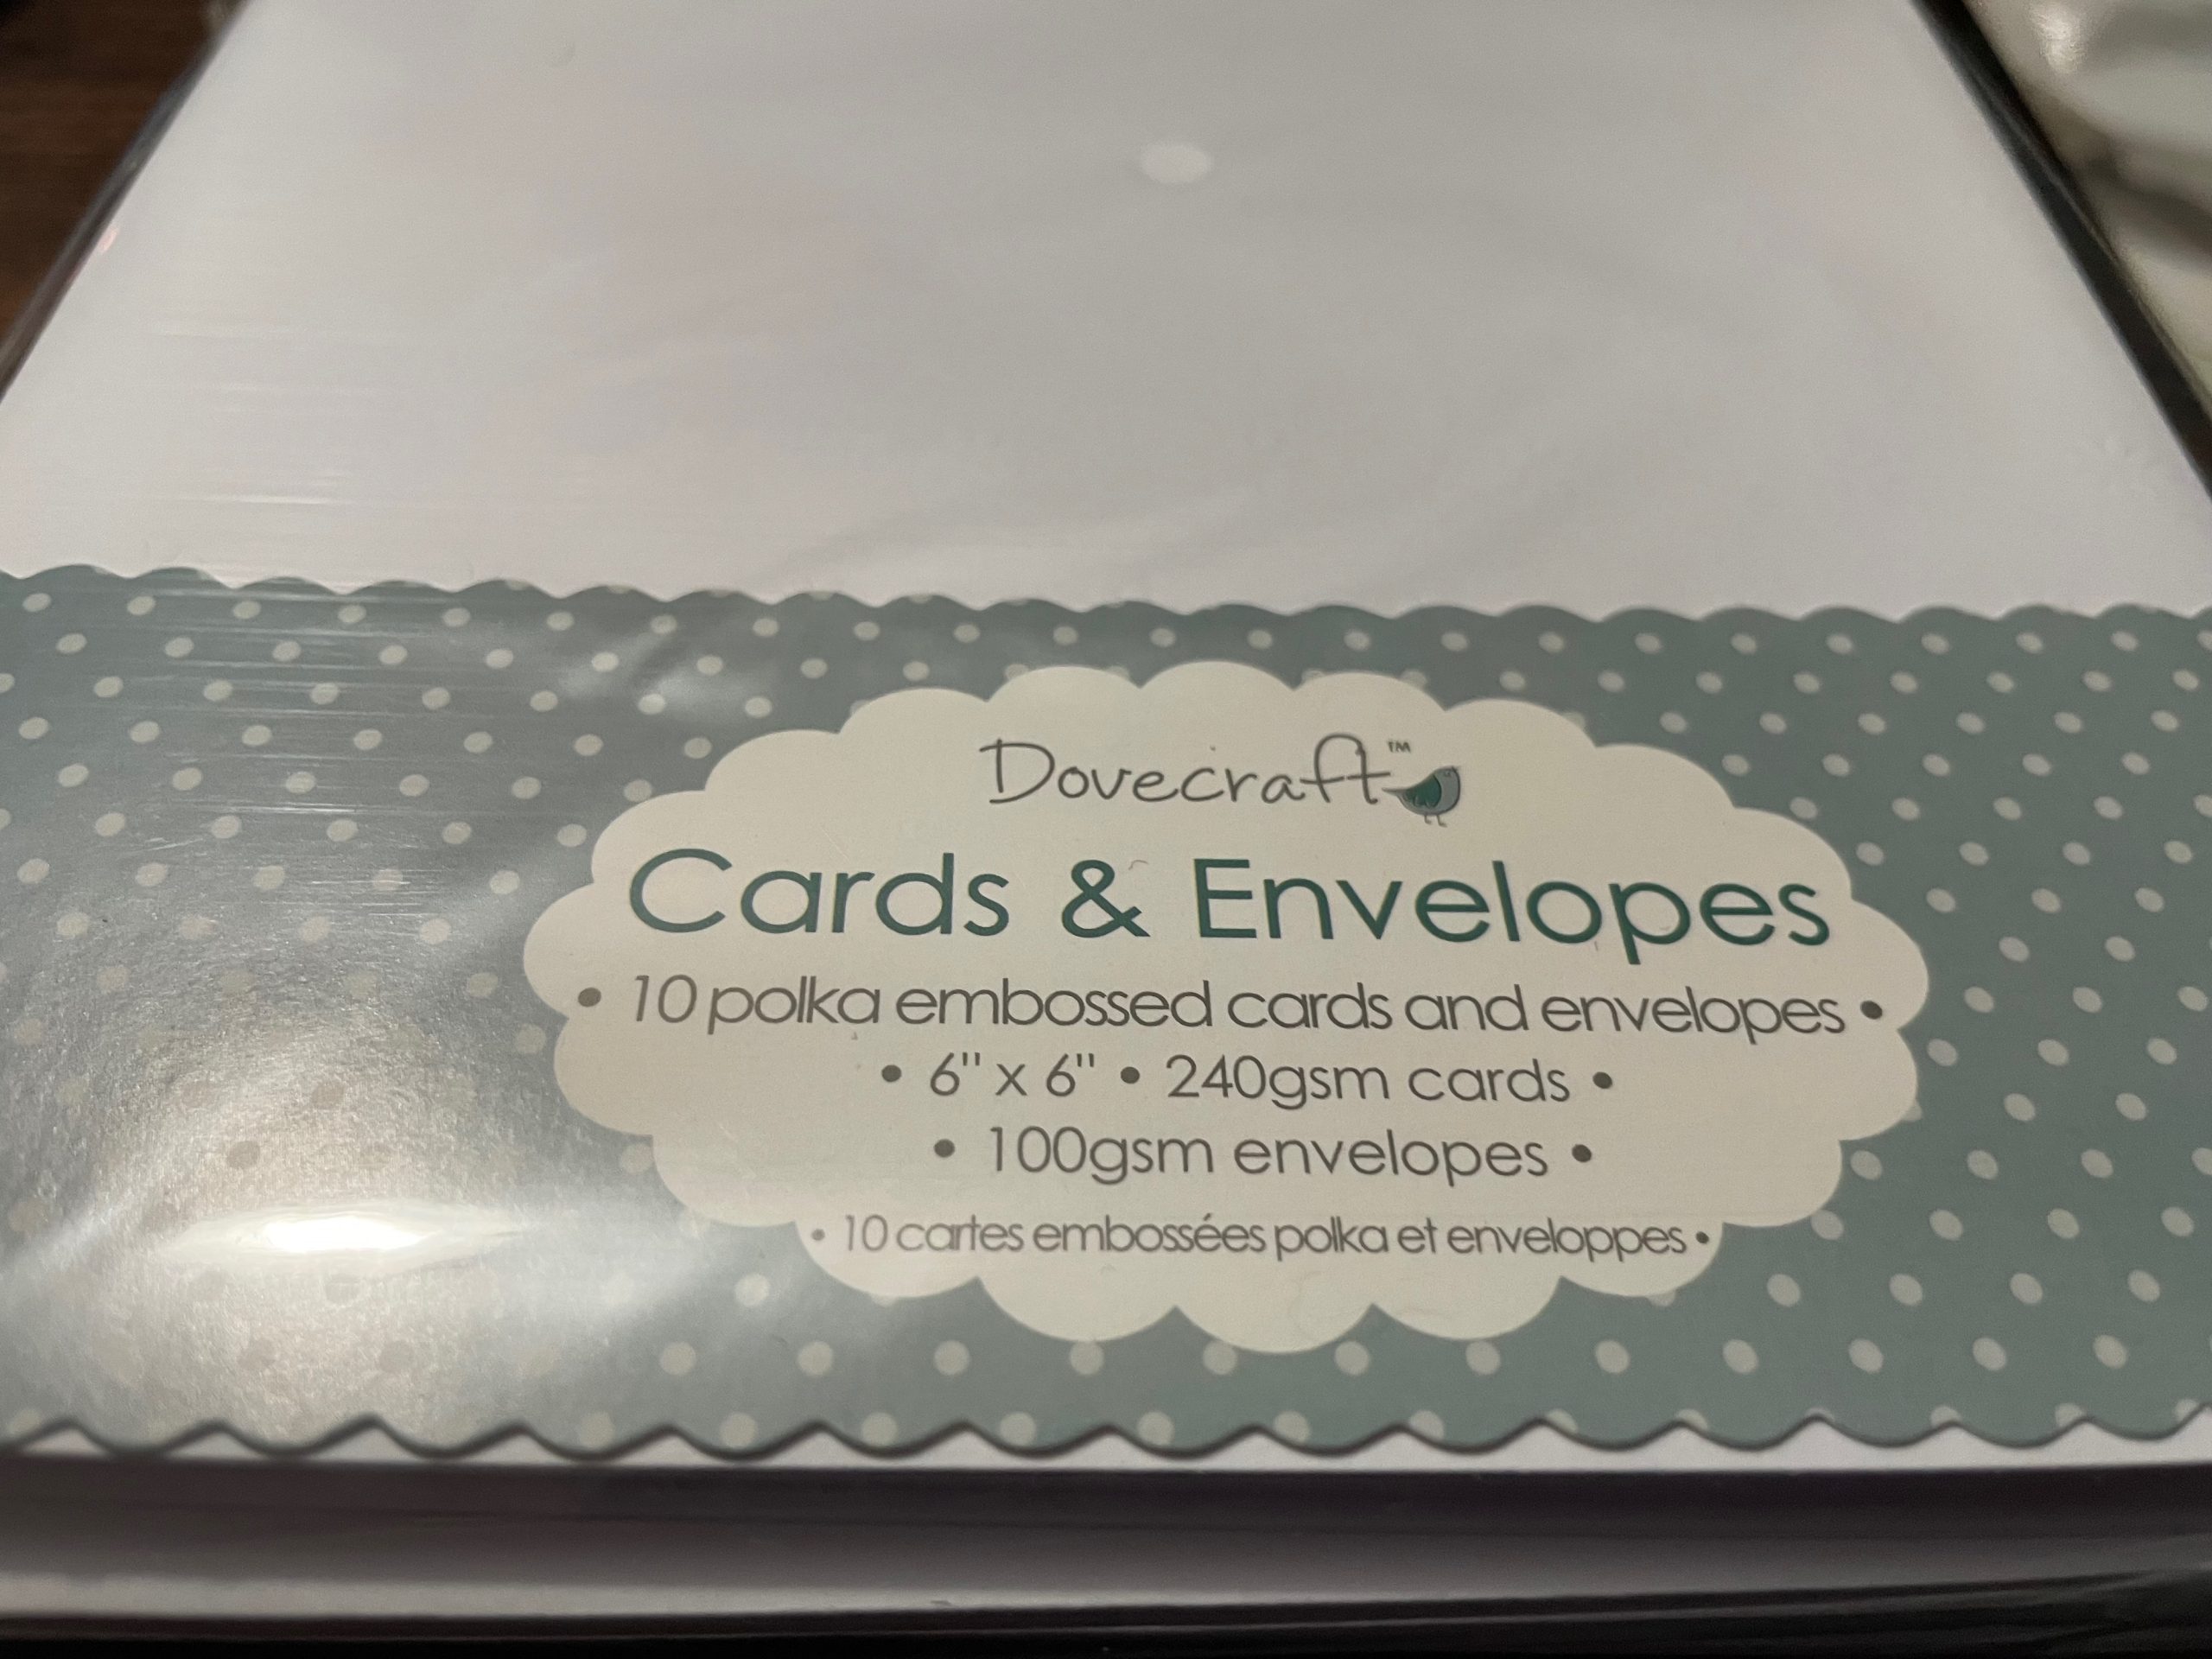 Dovecraft™
Cards & Envelopes
• 10 polka embossed cards and envelopes •
• 6" x 6" • 240gsm cards •
• 100gsm envelopes •
• 10 cartes embossées polka et enveloppes •